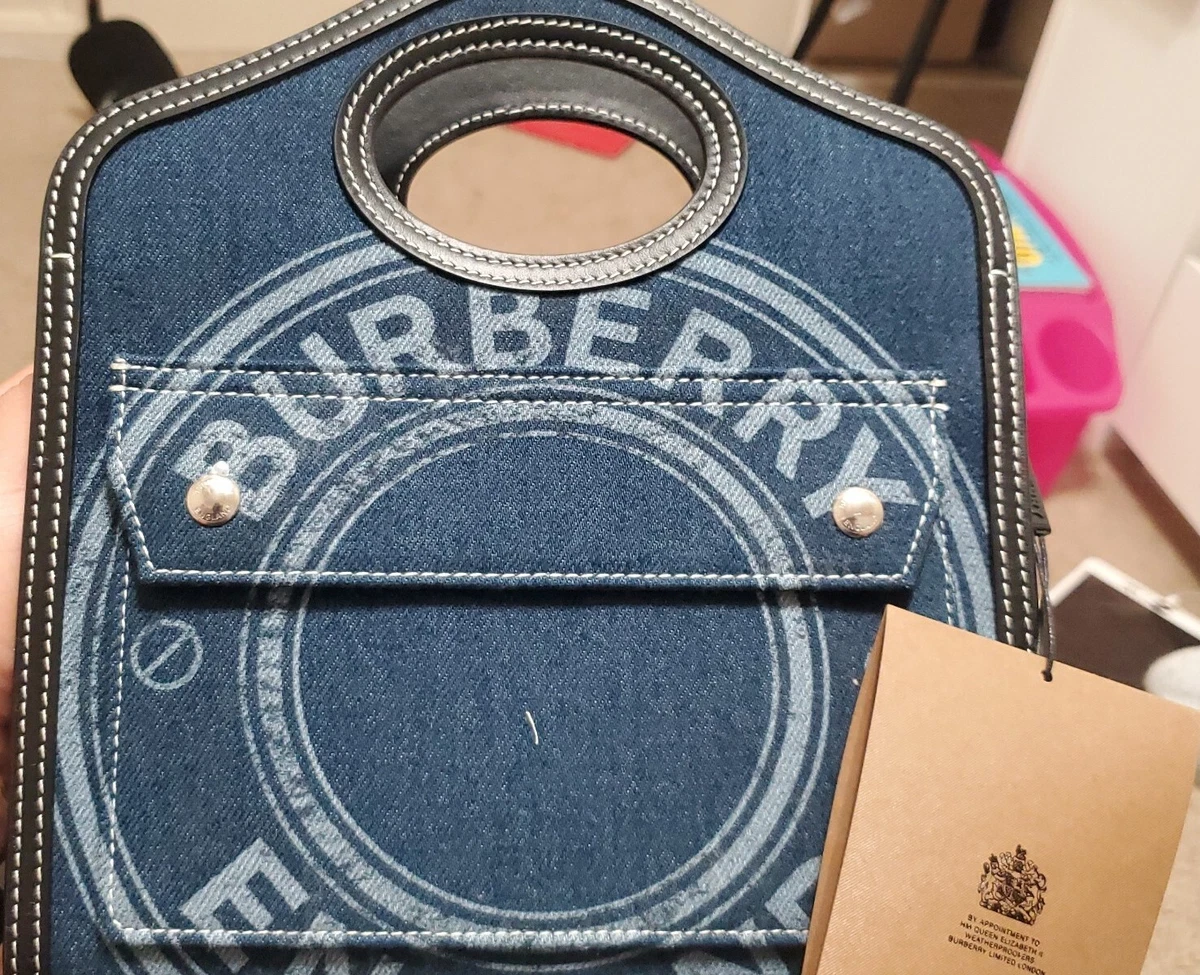 BURBERRY
BY APPOINTMENT TO
HM QUEEN ELIZABETH II
WEATHERPROOFERS
BURBERRY LIMITED LONDON